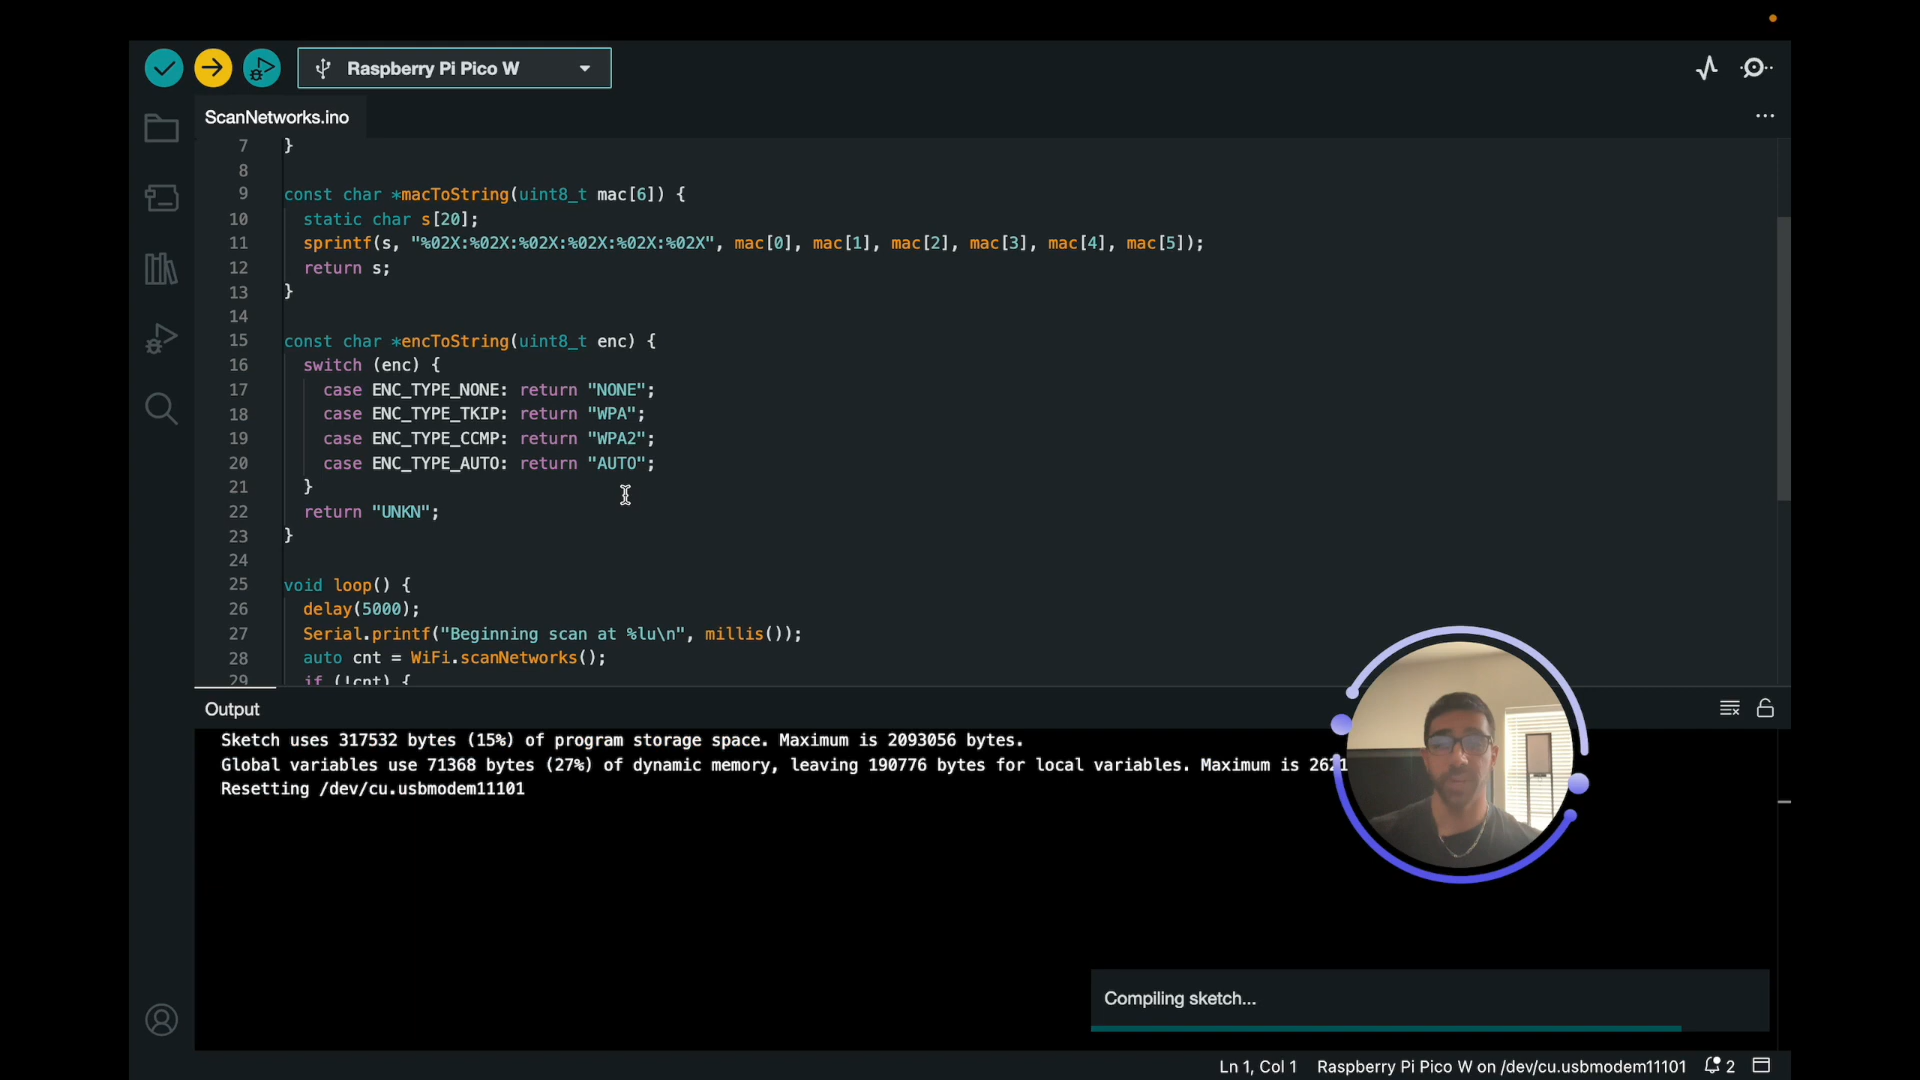 Raspberry Pi Pico W
ScanNetworks.ino
7 }
8
9 const char *macToString(uint8_t mac[6]) {
10 static char s[20];
11 sprintf(s, "%02X:%02X:%02X:%02X:%02X:%02X", mac[0], mac[1], mac[2], mac[3], mac[4], mac[5]);
12 return s;
13 }
14
15 const char *encToString(uint8_t enc) {
16 switch (enc) {
17 case ENC_TYPE_NONE: return "NONE";
18 case ENC_TYPE_TKIP: return "WPA";
19 case ENC_TYPE_CCMP: return "WPA2";
20 case ENC_TYPE_AUTO: return "AUTO";
21 }
22 return "UNKN";
23 }
24
25 void loop() {
26 delay(5000);
27 Serial.printf("Beginning scan at %lu\n", millis());
28 auto cnt = WiFi.scanNetworks();
29 if (!cnt) {
Output
Sketch uses 317532 bytes (15%) of program storage space. Maximum is 2093056 bytes.
Global variables use 71368 bytes (27%) of dynamic memory, leaving 190776 bytes for local variables. Maximum is 2621
Resetting /dev/cu.usbmodem11101
Compiling sketch...
Ln 1, Col 1 Raspberry Pi Pico W on /dev/cu.usbmodem11101 2